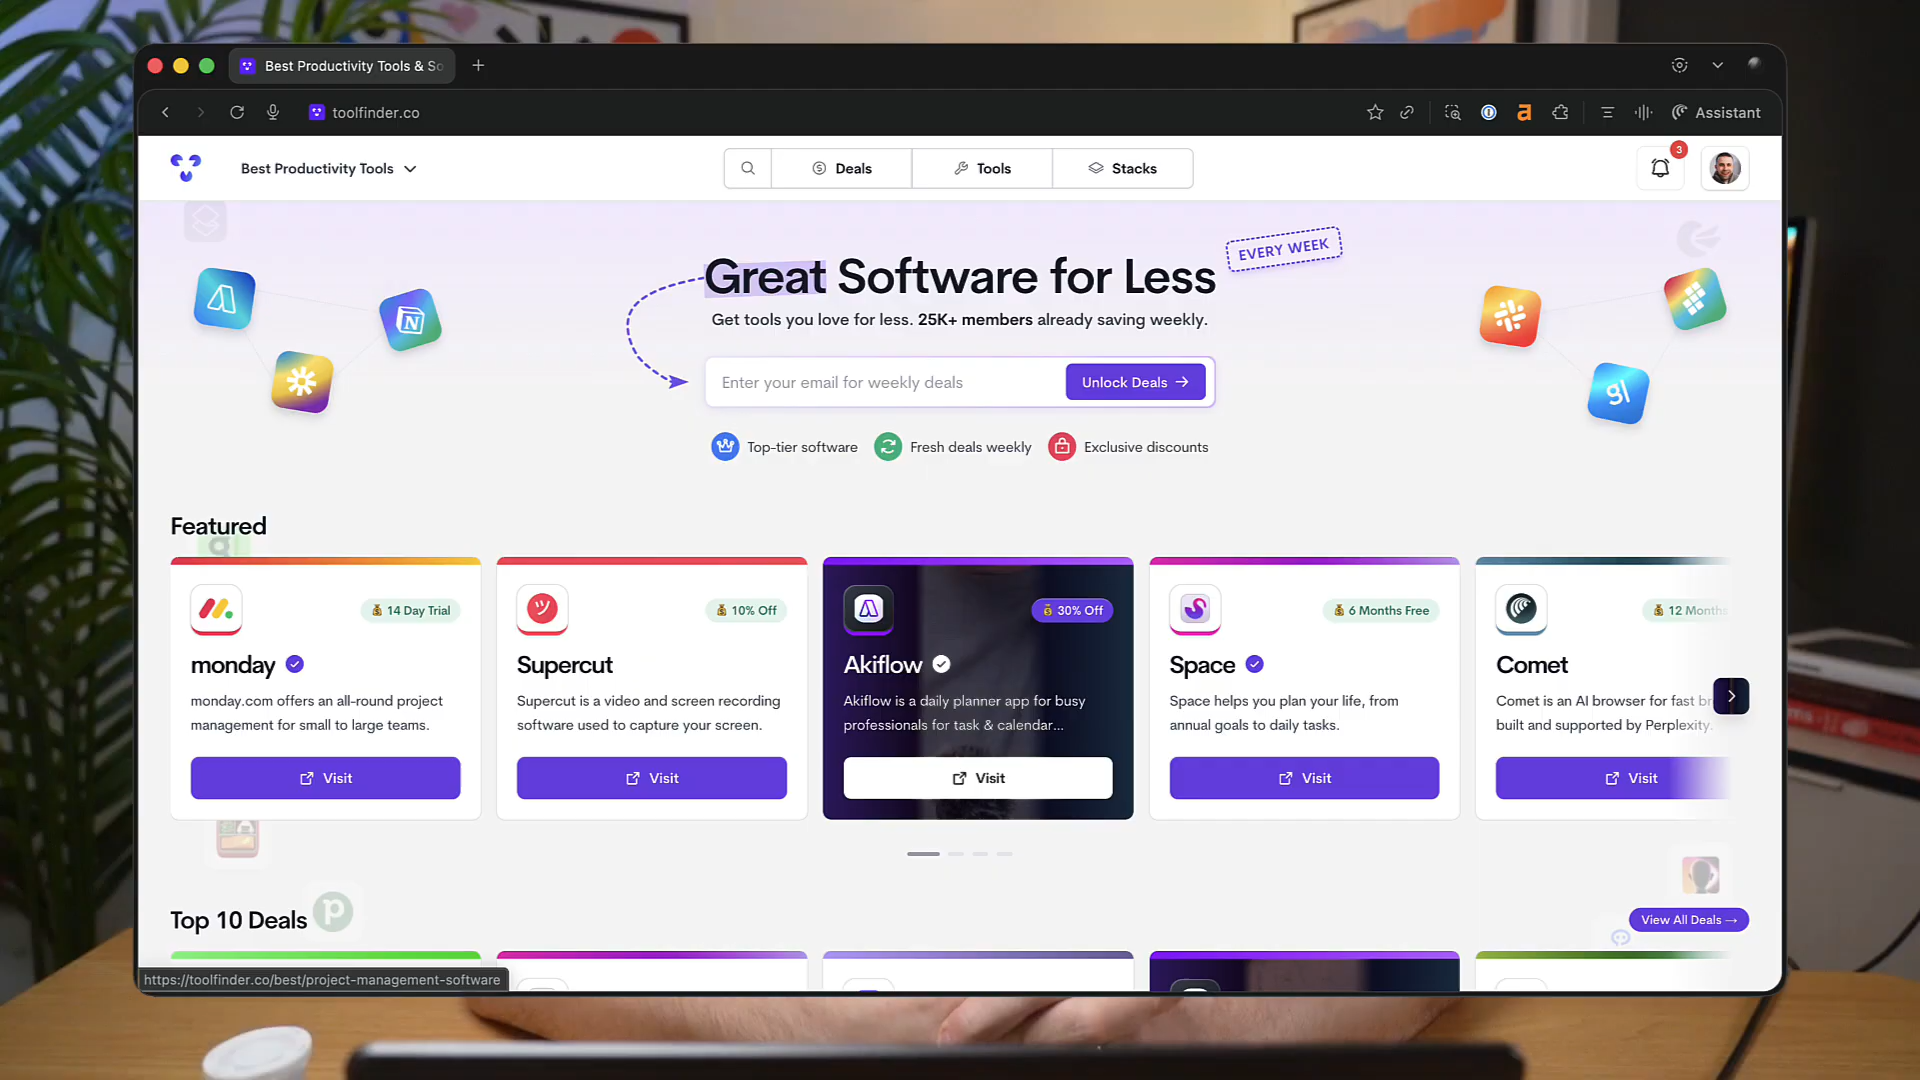 Best Productivity Tools & So
toolfinder.co
Assistant
Best Productivity Tools
Deals
Tools
Stacks
3
EVERY WEEK
Great Software for Less
Get tools you love for less. 25K+ members already saving weekly.
Enter your email for weekly deals
Unlock Deals →
Top-tier software
Fresh deals weekly
Exclusive discounts
Featured
14 Day Trial
monday
monday.com offers an all-round project
management for small to large teams.
Visit
10% Off
Supercut
Supercut is a video and screen recording
software used to capture your screen.
Visit
30% Off
Akiflow
Akiflow is a daily planner app for busy
professionals for task & calendar...
Visit
6 Months Free
Space
Space helps you plan your life, from
annual goals to daily tasks.
Visit
12 Months
Comet
Comet is an AI browser for fast br
built and supported by Perplexity.
Visit
Top 10 Deals
View All Deals →
https://toolfinder.co/best/project-management-software